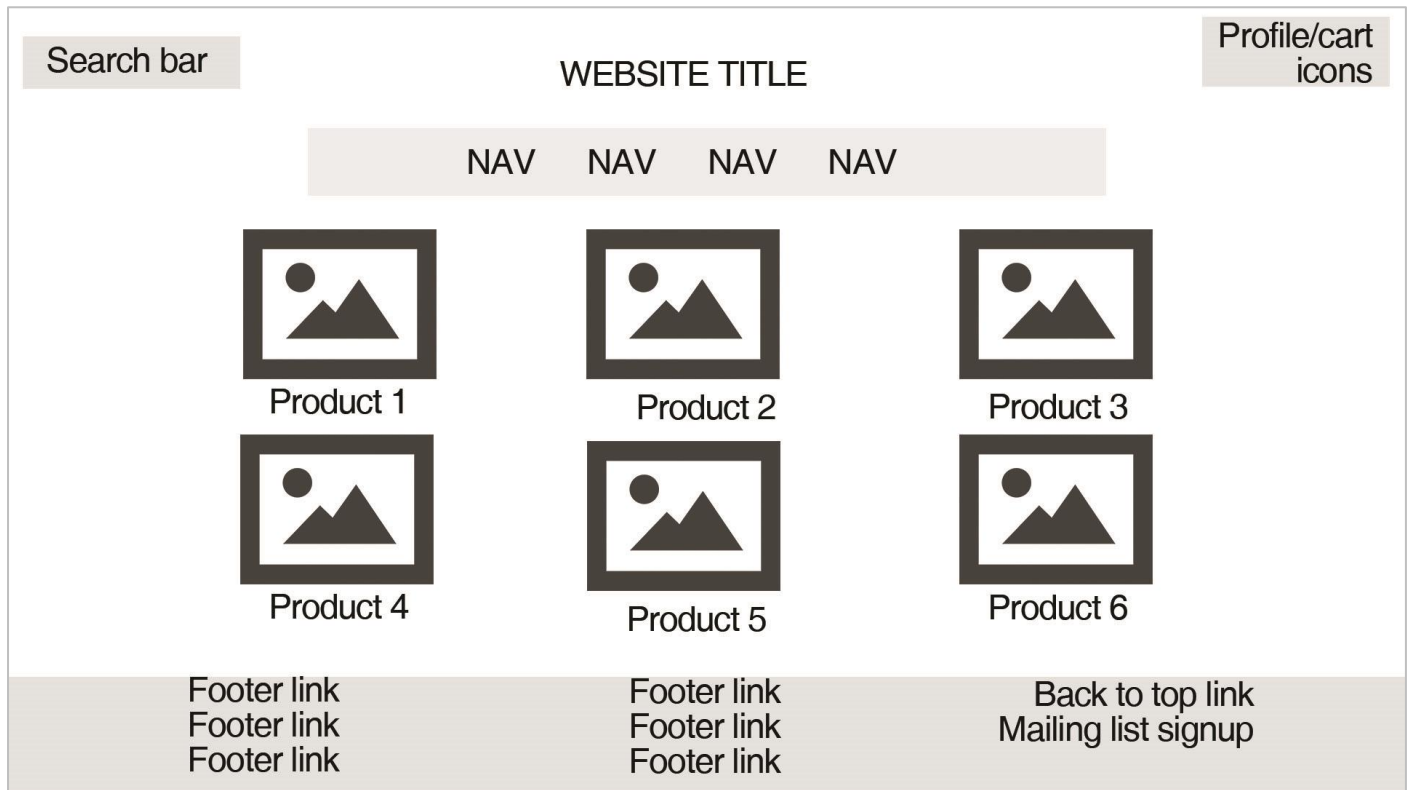 Search bar
WEBSITE TITLE
Profile/cart
icons
NAV NAV NAV NAV
Product 1
Product 2
Product 3
Product 4
Product 5
Product 6
Footer link
Footer link
Footer link
Footer link
Footer link
Footer link
Back to top link
Mailing list signup